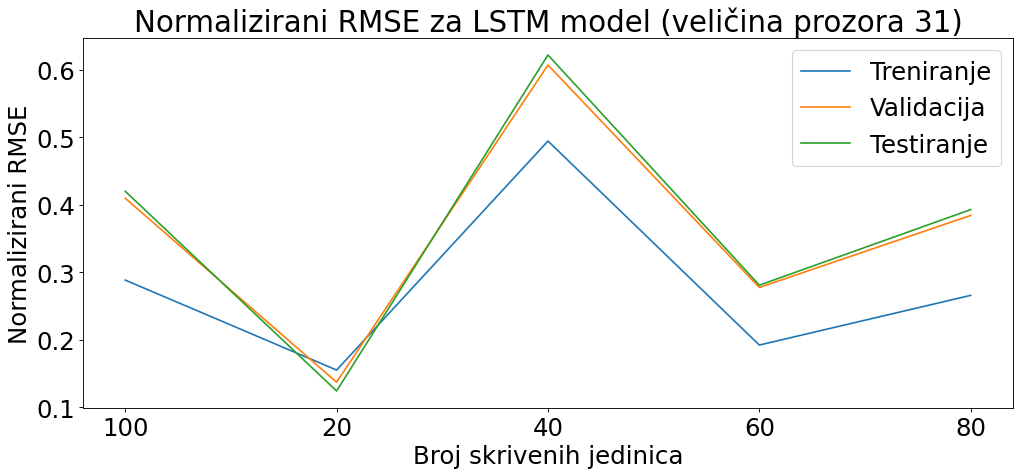 Normalizirani RMSE za LSTM model (veličina prozora 31)
Normalizirani RMSE
0.6
0.5
0.4
0.3
0.2
0.1
Treniranje
Validacija
Testiranje
100 20 40 60 80
Broj skrivenih jedinica